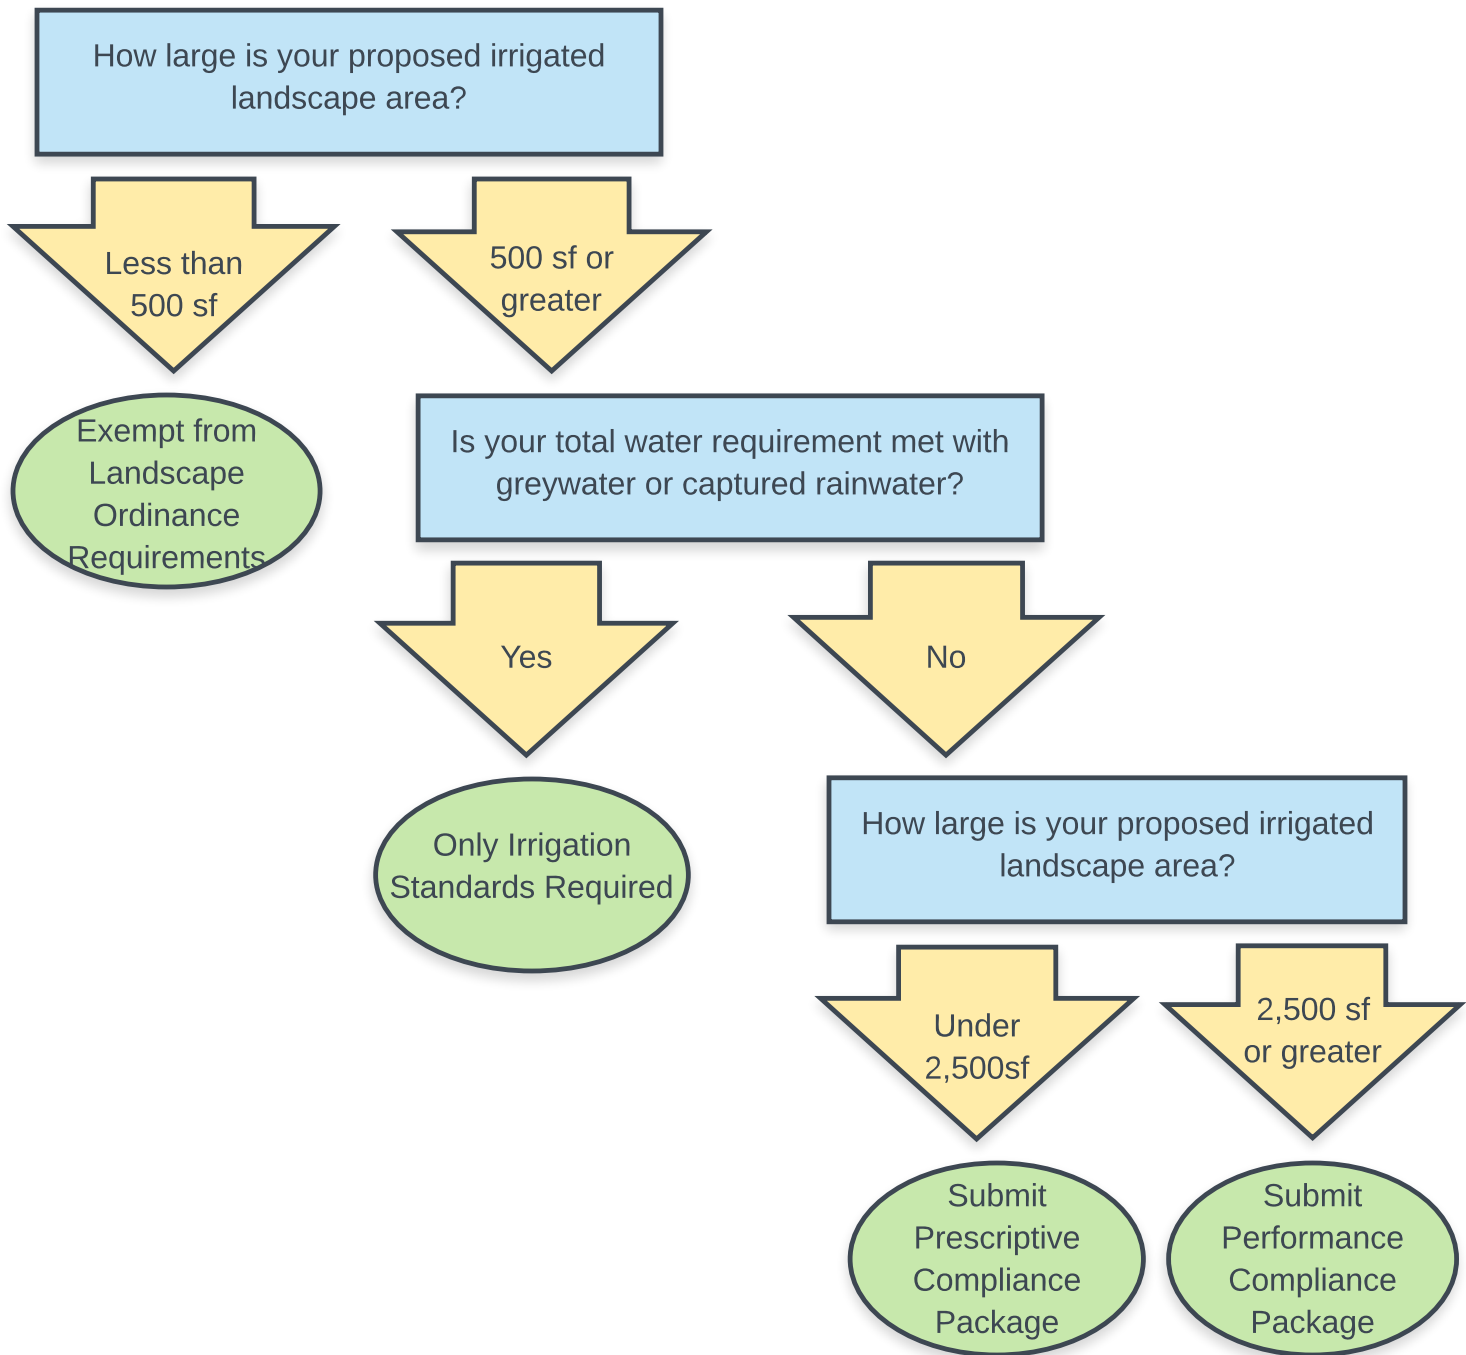 How large is your proposed irrigated
landscape area?
Less than
500 sf
500 sf or
greater
Exempt from
Landscape
Ordinance
Requirements
Is your total water requirement met with
greywater or captured rainwater?
Yes
No
Only Irrigation
Standards Required
How large is your proposed irrigated
landscape area?
Under
2,500sf
2,500 sf
or greater
Submit
Prescriptive
Compliance
Package
Submit
Performance
Compliance
Package